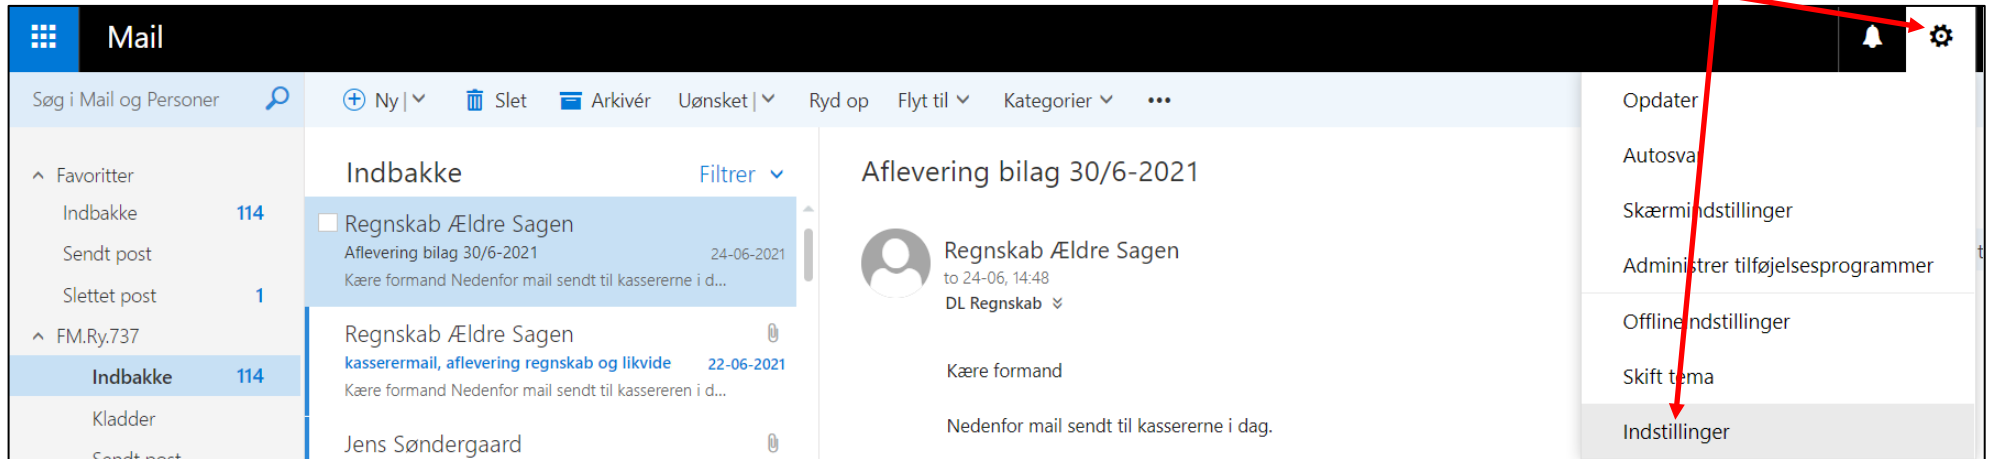 Mail
Søg i Mail og Personer
Ny
Slet
Arkivér
Uønsket
Ryd op
Flyt til
Kategorier
Favoritter
Indbakke 114
Sendt post
Slettet post 1
FM.Ry.737
Indbakke 114
Kladder
Sendt post
Indbakke
Filtrer
Regnskab Ældre Sagen
Aflevering bilag 30/6-2021 24-06-2021
Kære formand Nedenfor mail sendt til kassererne i d...
Regnskab Ældre Sagen
kasserermail, aflevering regnskab og likvide 22-06-2021
Kære formand Nedenfor mail sendt til kassereren i d...
Jens Søndergaard
Aflevering bilag 30/6-2021
Regnskab Ældre Sagen
to 24-06, 14:48
DL Regnskab
Kære formand
Nedenfor mail sendt til kassererne i dag.
Opdater
Autosvar
Skærmindstillinger
Administrer tilføjelsesprogrammer
Offlineindstillinger
Skift tema
Indstillinger